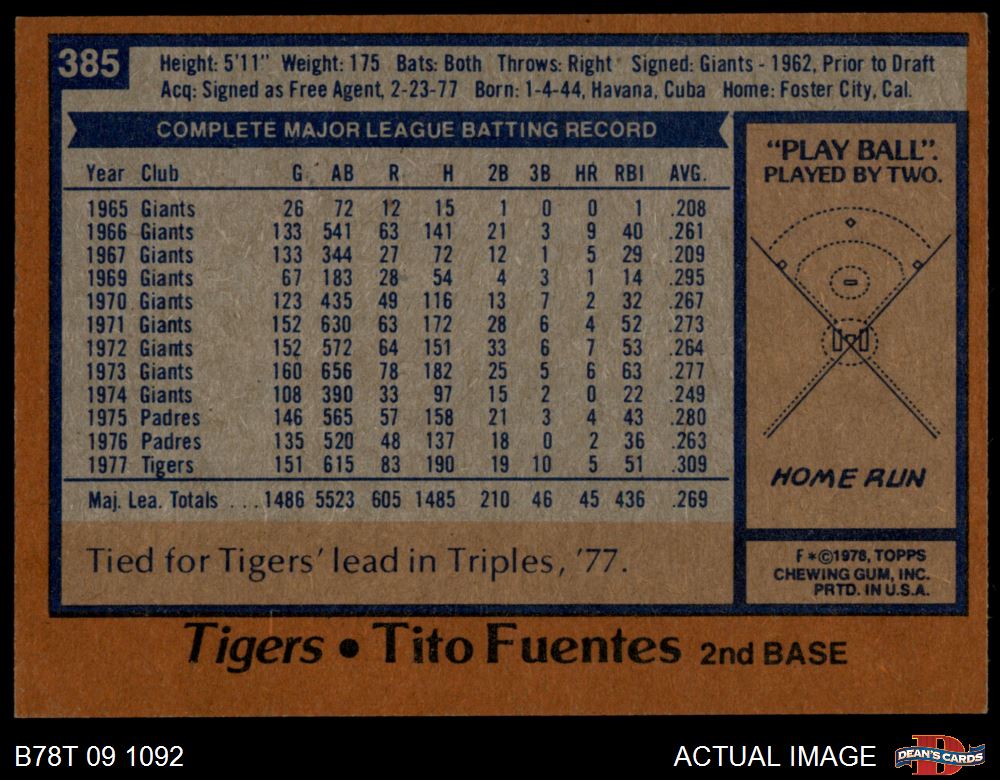 385
Height: 5'11" Weight: 175 Bats: Both Throws: Right Signed: Giants - 1962, Prior to Draft
Acq: Signed as Free Agent, 2-23-77 Born: 1-4-44, Havana, Cuba Home: Foster City, Cal.
COMPLETE MAJOR LEAGUE BATTING RECORD
Year Club G AB R H 2B 3B HR RBI AVG.
1965 Giants 26 72 12 15 1 0 0 1 .208
1966 Giants 133 541 63 141 21 3 9 40 .261
1967 Giants 133 344 27 72 12 1 5 29 .209
1969 Giants 67 183 28 54 4 3 1 14 .295
1970 Giants 123 435 49 116 13 7 2 32 .267
1971 Giants 152 630 63 172 28 6 4 52 .273
1972 Giants 152 572 64 151 33 6 7 53 .264
1973 Giants 160 656 78 182 25 5 6 63 .277
1974 Giants 108 390 33 97 15 2 0 22 .249
1975 Padres 146 565 57 158 21 3 4 43 .280
1976 Padres 135 520 48 137 18 0 2 36 .263
1977 Tigers 151 615 83 190 19 10 5 51 .309
Maj. Lea. Totals ...1486 5523 605 1485 210 46 45 436 .269
Tied for Tigers' lead in Triples, '77.
"PLAY BALL".
PLAYED BY TWO.
HOME RUN
F*©1978, TOPPS
CHEWING GUM, INC.
PRTD. IN U.S.A.
Tigers • Tito Fuentes 2nd BASE
B78T 09 1092
ACTUAL IMAGE
D
DEAN'S CARDS